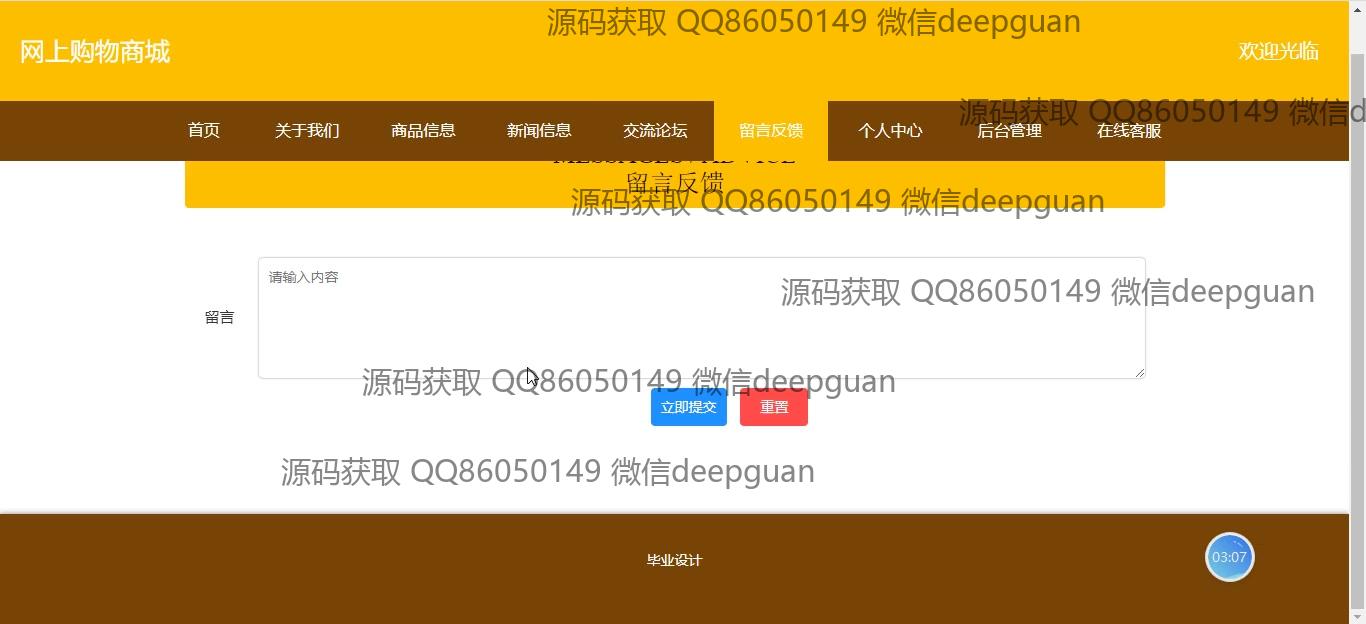 源码获取 QQ86050149 微信deepguan
网上购物商城
欢迎光临
源码获取 QQ86050149 微信d
首页 关于我们 商品信息 新闻信息 交流论坛 留言反馈 个人中心 后台管理 在线客服
留言反馈
源码获取 QQ86050149 微信deepguan
请输入内容
源码获取 QQ86050149 微信deepguan
留言
源码获取 QQ86050149 微信deepguan
立即提交 重置
源码获取 QQ86050149 微信deepguan
毕业设计
03:07